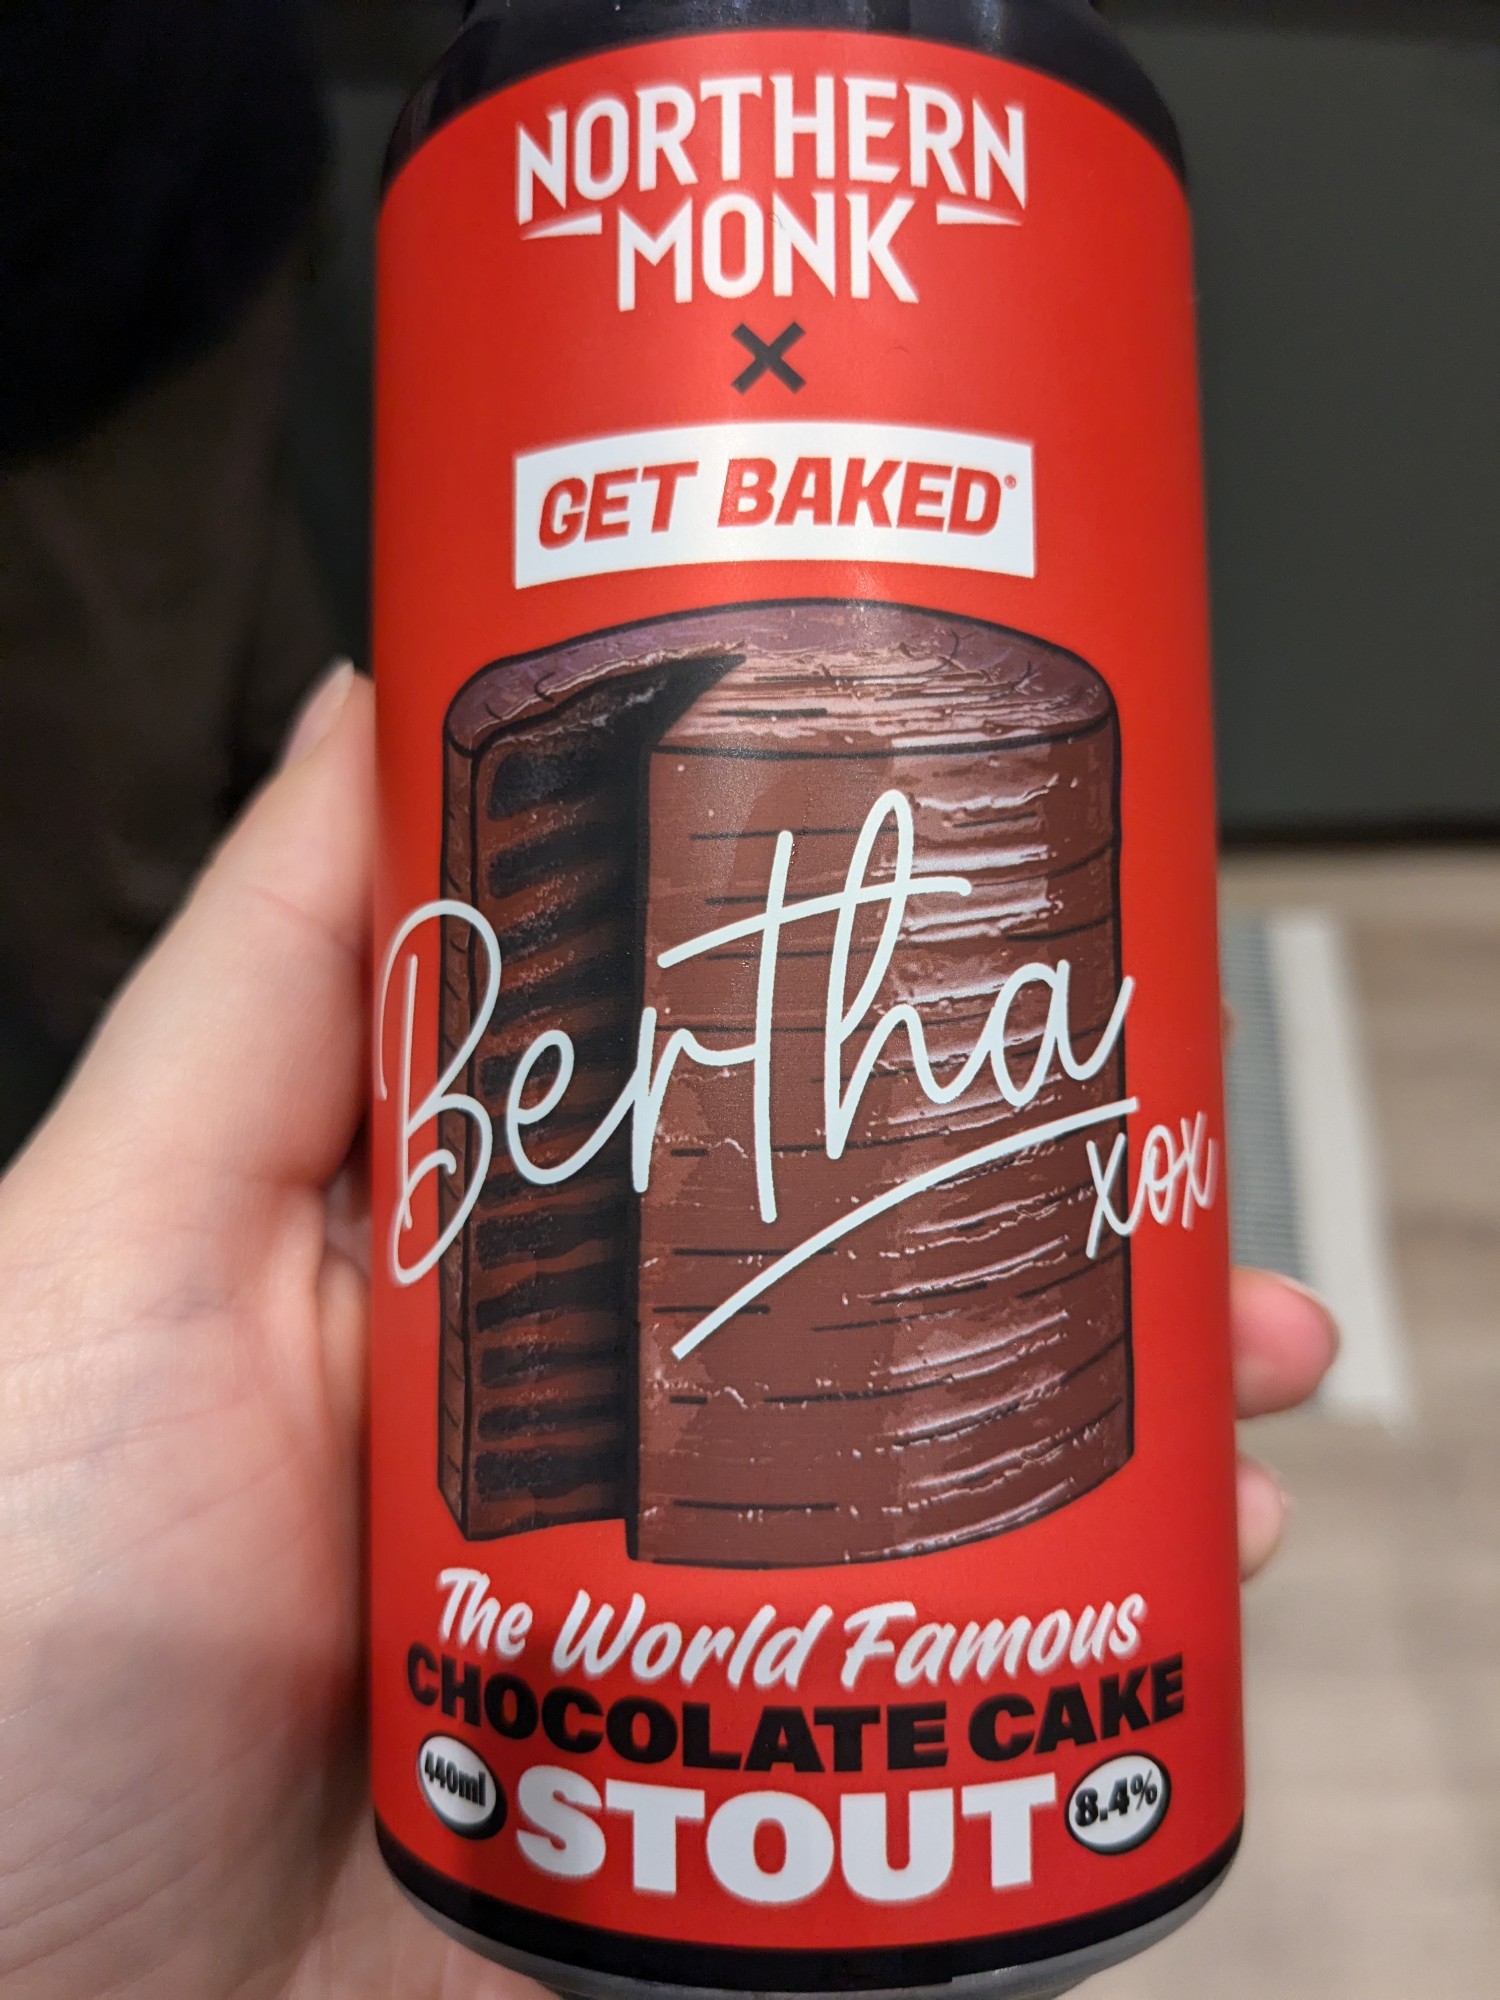 NORTHERN
MONK
×
GET BAKED®
Bertha
xox
The World Famous
CHOCOLATE CAKE
440ml
STOUT
8.4%